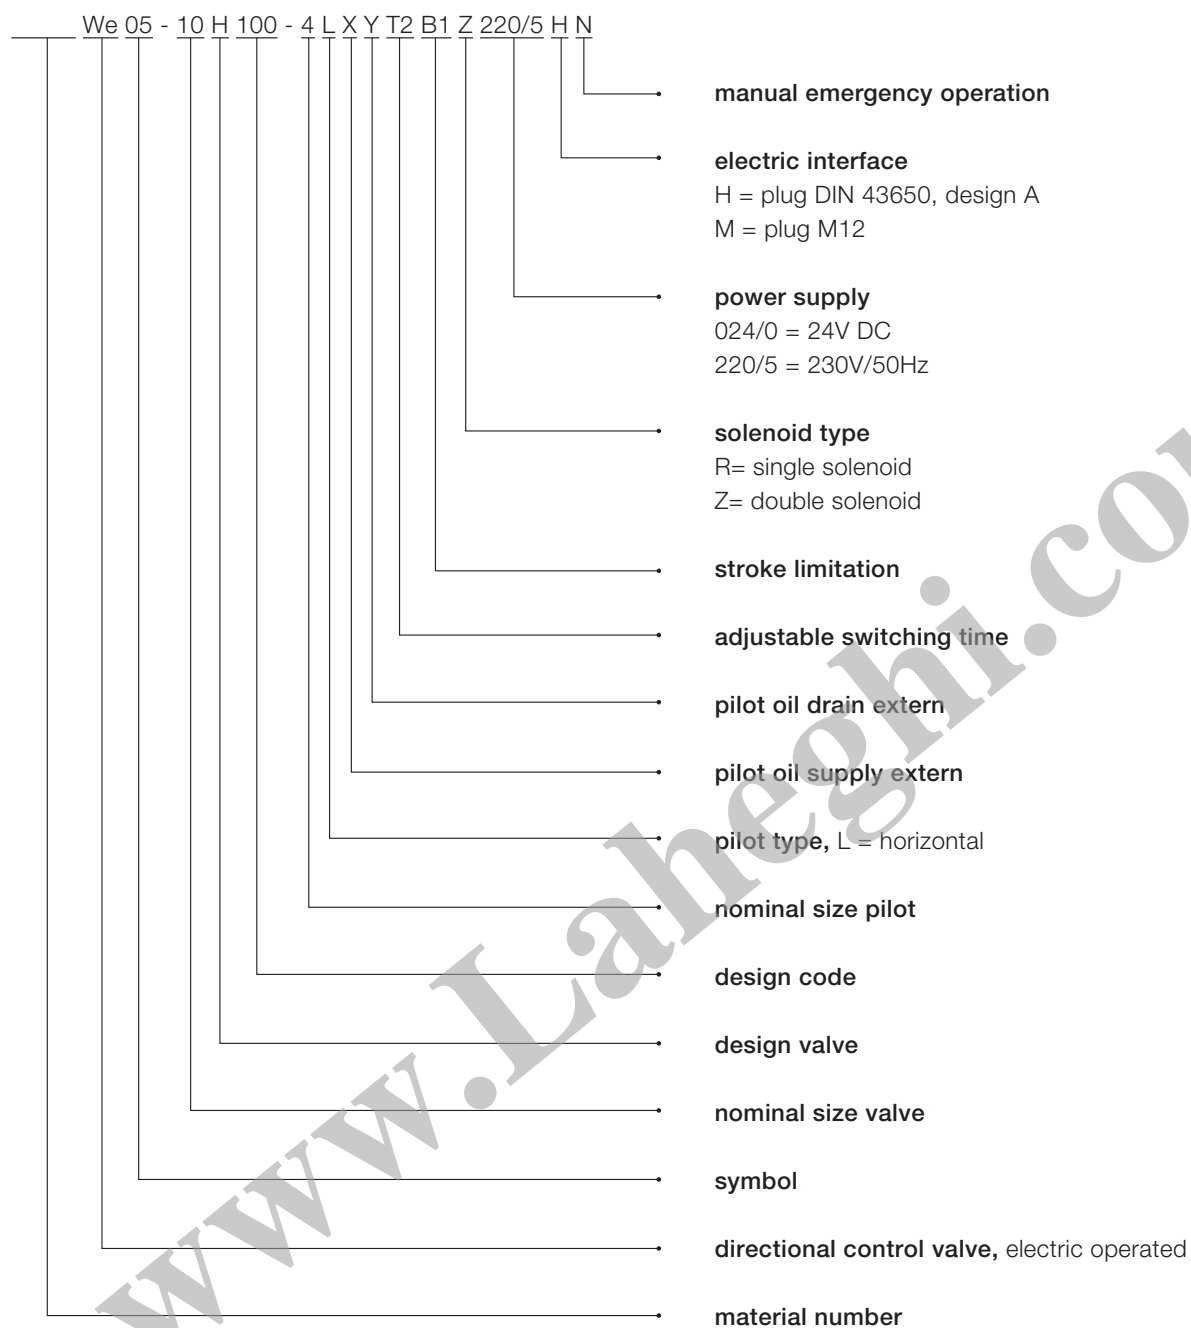 We 05 - 10 H 100 - 4 L X Y T2 B1 Z 220/5 H N
manual emergency operation
electric interface
H = plug DIN 43650, design A
M = plug M12
power supply
024/0 = 24V DC
220/5 = 230V/50Hz
solenoid type
R= single solenoid
Z= double solenoid
stroke limitation
adjustable switching time
pilot oil drain extern
pilot oil supply extern
pilot type, L = horizontal
nominal size pilot
design code
design valve
nominal size valve
symbol
directional control valve, electric operated
material number
www.Laheghi.co